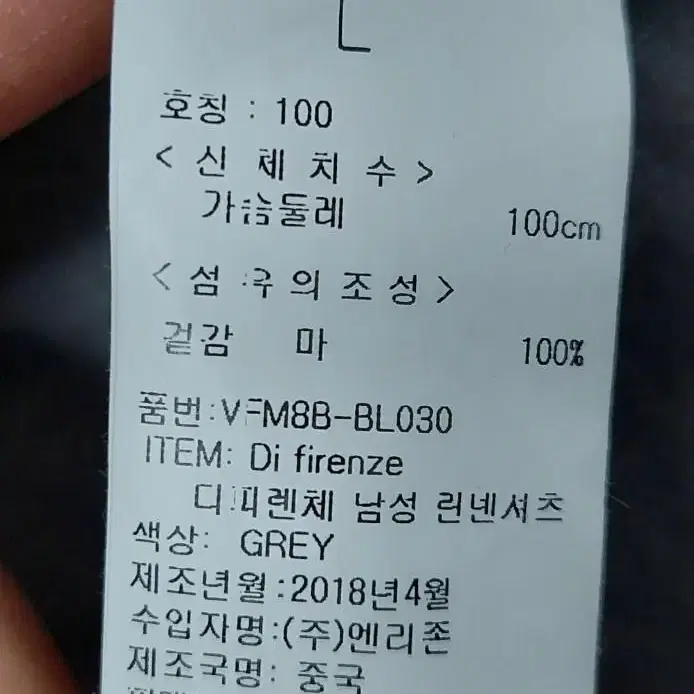 L
호칭 : 100
< 신 체 치 수 >
가슴둘레 100cm
< 섬 유 의 조 성 >
겉감 마 100%
품번:VFM8B-BL030
ITEM: Di firenze
디피렌체 남성 린넨셔츠
색상: GREY
제조년월:2018년4월
수입자명:(주)엔리존
제조국명: 중국